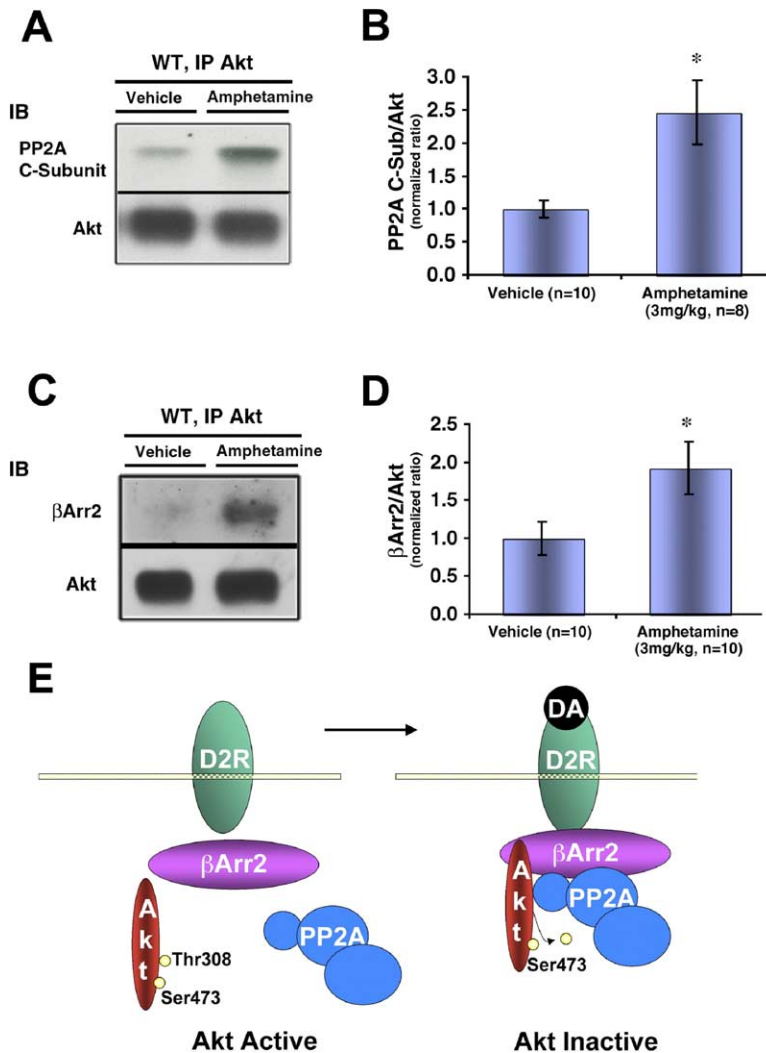 A
WT, IP Akt
Vehicle Amphetamine
IB
PP2A
C-Subunit
Akt
B
PP2A C-Sub/Akt
(normalized ratio)
3.0
2.5
2.0
1.5
1.0
0.5
0.0
*
Vehicle (n=10)
Amphetamine
(3mg/kg, n=8)
C
WT, IP Akt
Vehicle Amphetamine
IB
βArr2
Akt
D
βArr2/Akt
(normalized ratio)
2.5
2.0
1.5
1.0
0.5
0.0
*
Vehicle (n=10)
Amphetamine
(3mg/kg, n=10)
E
D2R
βArr2
Akt
Thr308
Ser473
PP2A
Akt Active
DA
D2R
βArr2
Akt
PP2A
Ser473
Akt Inactive